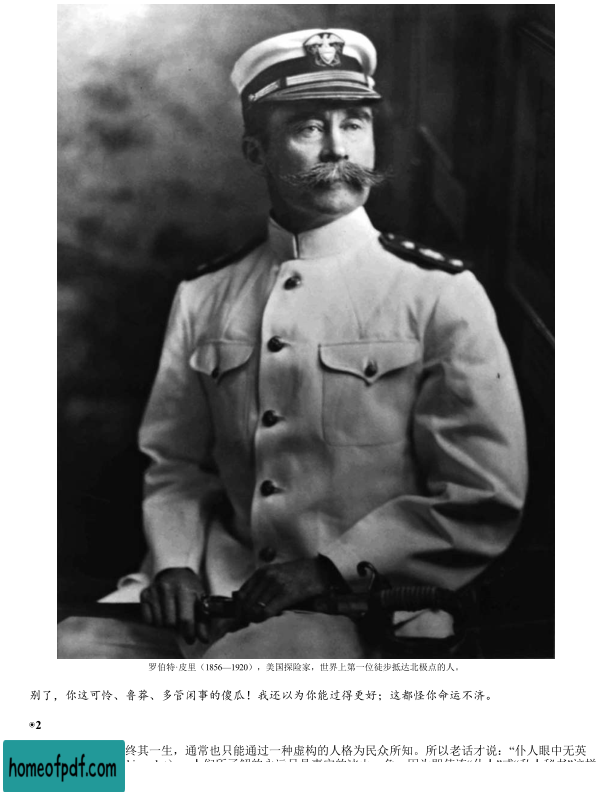 罗伯特·皮里（1856—1920），美国探险家，世界上第一位徒步抵达北极点的人。
别了，你这可怜、鲁莽、多管闲事的傻瓜！我还以为你能过得更好；这都怪你命运不济。
◉2
终其一生，通常也只能通过一种虚构的人格为民众所知。所以老话才说：“仆人眼中无英
homeofpdf.com